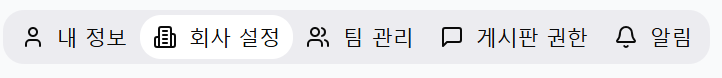 내 정보 회사 설정 팀 관리 게시판 권한 알림